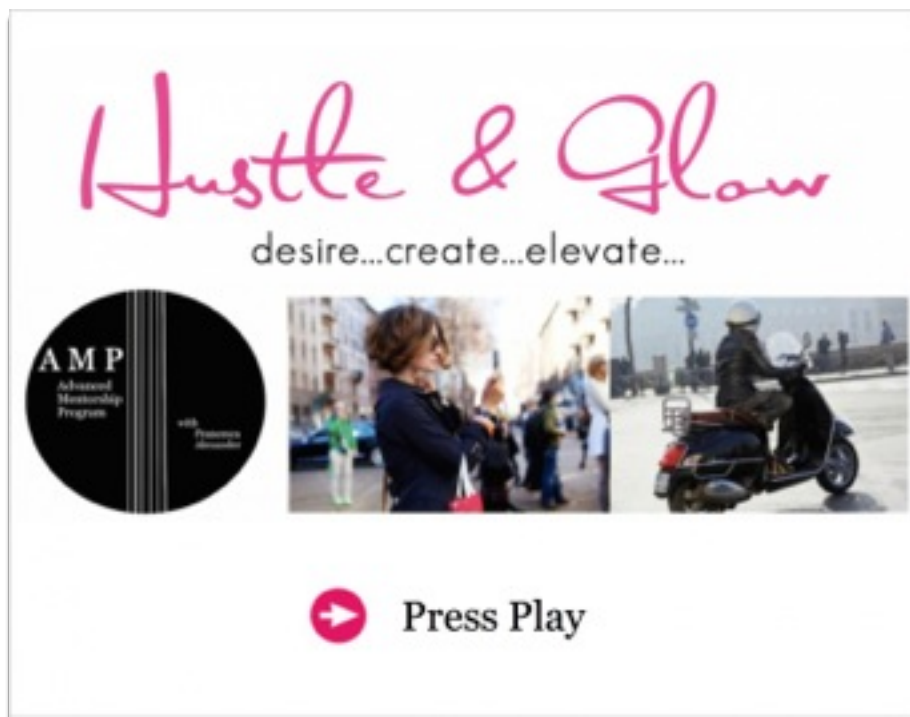 Hustle & Glow
desire...create...elevate...
AMP
Advanced
Mentorship
Program
with
Press Play